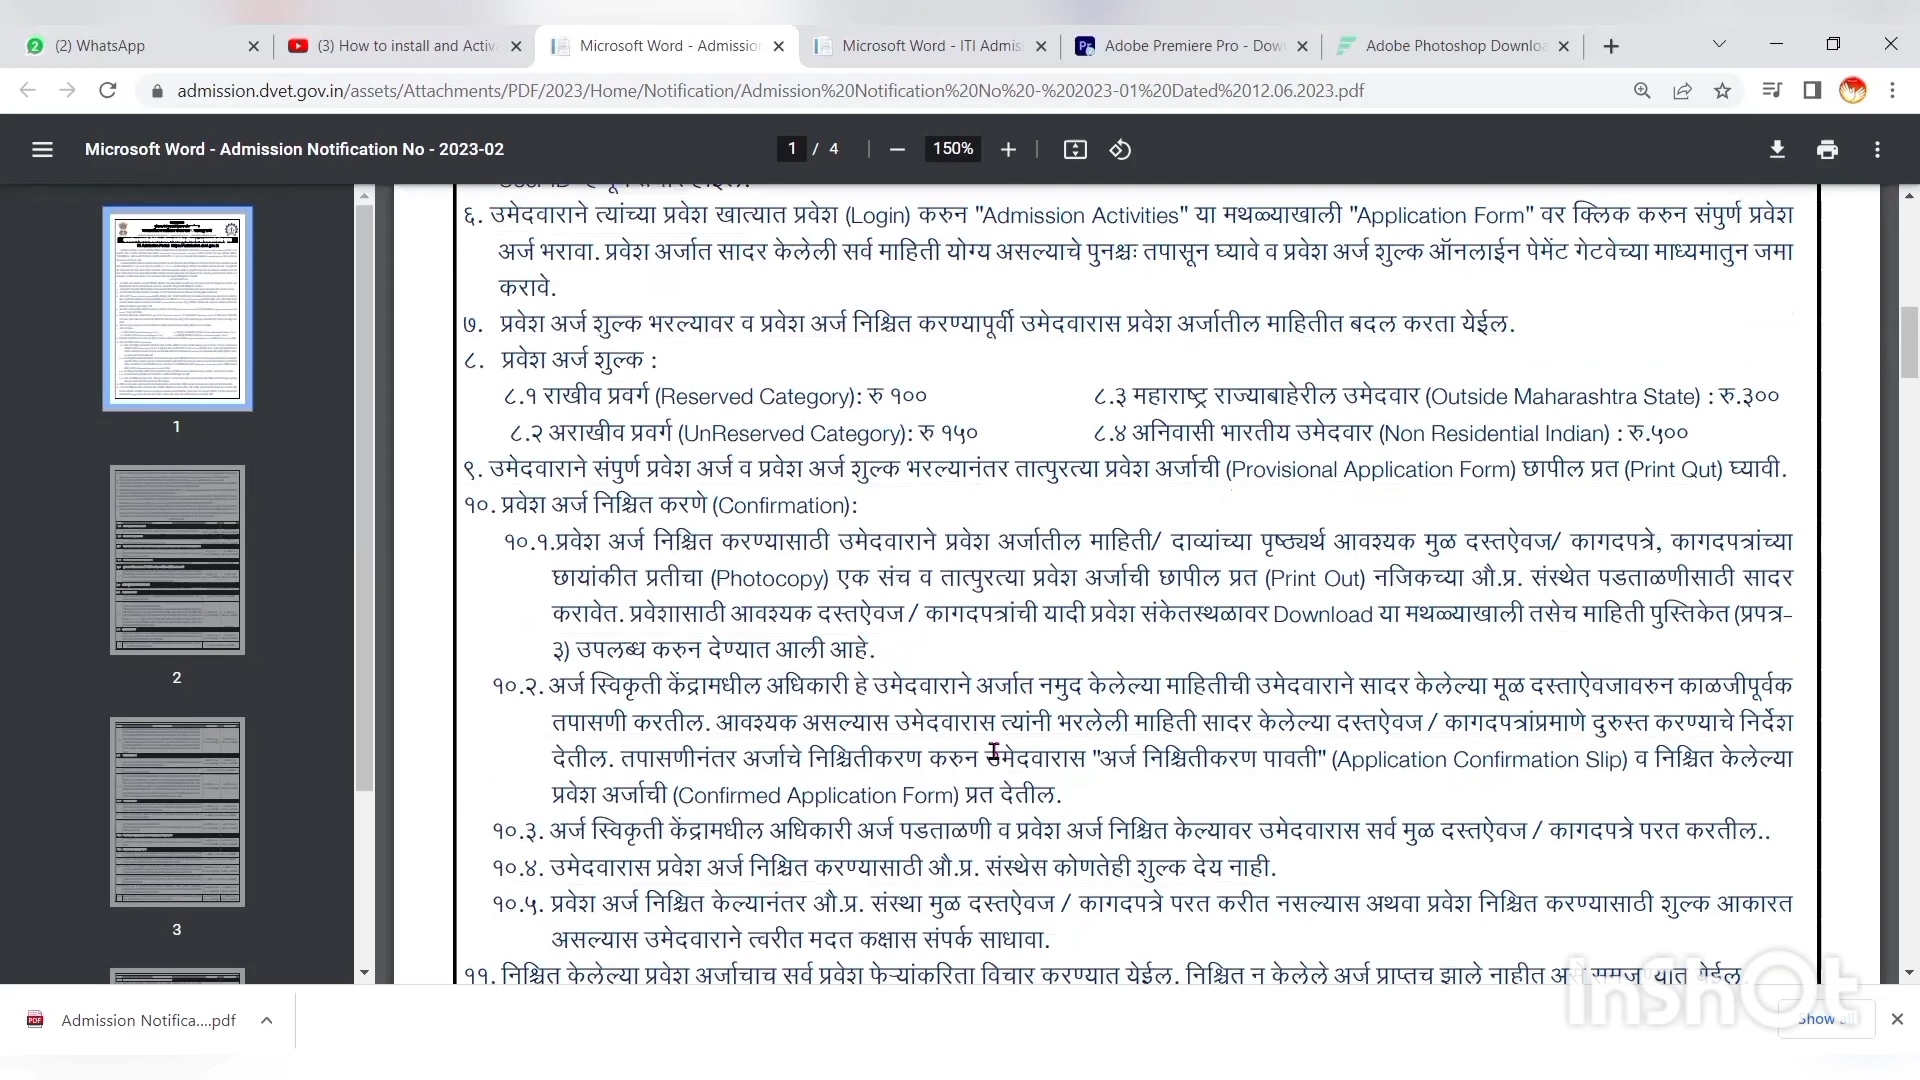 (2) WhatsApp
(3) How to install and Activ
Microsoft Word - Admission
Microsoft Word - ITI Admis
Adobe Premiere Pro - Dow
Adobe Photoshop Downlo
admission.dvet.gov.in/assets/Attachments/PDF/2023/Home/Notification/Admission%20Notification%20No%20-%202023-01%20Dated%2012.06.2023.pdf
Microsoft Word - Admission Notification No - 2023-02
1 / 4
150%
६. उमेदवाराने त्यांच्या प्रवेश खात्यात प्रवेश (Login) करुन "Admission Activities" या मथळ्याखाली "Application Form" वर क्लिक करुन संपुर्ण प्रवेश
अर्ज भरावा. प्रवेश अर्जात सादर केलेली सर्व माहिती योग्य असल्याचे पुनश्चः तपासून घ्यावे व प्रवेश अर्ज शुल्क ऑनलाईन पेमेंट गेटवेच्या माध्यमातुन जमा
करावे.
७. प्रवेश अर्ज शुल्क भरल्यावर व प्रवेश अर्ज निश्चित करण्यापूर्वी उमेदवारास प्रवेश अर्जातील माहितीत बदल करता येईल.
८. प्रवेश अर्ज शुल्क :
८.१ राखीव प्रवर्ग (Reserved Category): रु १०० ८.३ महाराष्ट्र राज्याबाहेरील उमेदवार (Outside Maharashtra State) : रु.३००
८.२ अराखीव प्रवर्ग (UnReserved Category): रु १५० ८.४ अनिवासी भारतीय उमेदवार (Non Residential Indian) : रु.५००
९. उमेदवाराने संपुर्ण प्रवेश अर्ज व प्रवेश अर्ज शुल्क भरल्यानंतर तात्पुरत्या प्रवेश अर्जाची (Provisional Application Form) छापील प्रत (Print Qut) घ्यावी.
१०. प्रवेश अर्ज निश्चित करणे (Confirmation):
१०.१.प्रवेश अर्ज निश्चित करण्यासाठी उमेदवाराने प्रवेश अर्जातील माहिती/ दाव्यांच्या पृष्ठ्यर्थ आवश्यक मुळ दस्तऐवज/ कागदपत्रे, कागदपत्रांच्या
छायांकीत प्रतीचा (Photocopy) एक संच व तात्पुरत्या प्रवेश अर्जाची छापील प्रत (Print Out) नजिकच्या औ.प्र. संस्थेत पडताळणीसाठी सादर
करावेत. प्रवेशासाठी आवश्यक दस्तऐवज / कागदपत्रांची यादी प्रवेश संकेतस्थळावर Download या मथळ्याखाली तसेच माहिती पुस्तिकेत (प्रपत्र-
३) उपलब्ध करुन देण्यात आली आहे.
१०.२. अर्ज स्विकृती केंद्रामधील अधिकारी हे उमेदवाराने अर्जात नमुद केलेल्या माहितीची उमेदवाराने सादर केलेल्या मूळ दस्ताऐवजावरुन काळजीपूर्वक
तपासणी करतील. आवश्यक असल्यास उमेदवारास त्यांनी भरलेली माहिती सादर केलेल्या दस्तऐवज / कागदपत्रांप्रमाणे दुरुस्त करण्याचे निर्देश
देतील. तपासणीनंतर अर्जाचे निश्चितीकरण करुन उमेदवारास "अर्ज निश्चितीकरण पावती" (Application Confirmation Slip) व निश्चित केलेल्या
प्रवेश अर्जाची (Confirmed Application Form) प्रत देतील.
१०.३. अर्ज स्विकृती केंद्रामधील अधिकारी अर्ज पडताळणी व प्रवेश अर्ज निश्चित केल्यावर उमेदवारास सर्व मुळ दस्तऐवज / कागदपत्रे परत करतील..
१०.४. उमेदवारास प्रवेश अर्ज निश्चित करण्यासाठी औ.प्र. संस्थेस कोणतेही शुल्क देय नाही.
१०.५. प्रवेश अर्ज निश्चित केल्यानंतर औ.प्र. संस्था मुळ दस्तऐवज / कागदपत्रे परत करीत नसल्यास अथवा प्रवेश निश्चित करण्यासाठी शुल्क आकारत
असल्यास उमेदवाराने त्वरीत मदत कक्षास संपर्क साधावा.
११. निश्चित केलेल्या प्रवेश अर्जाचाच सर्व प्रवेश फेऱ्यांकरिता विचार करण्यात येईल. निश्चित न केलेले अर्ज प्राप्तच झाले नाहीत असे समजण्यात येईल.
1
2
3
InShOt
Admission Notifica....pdf
Show all